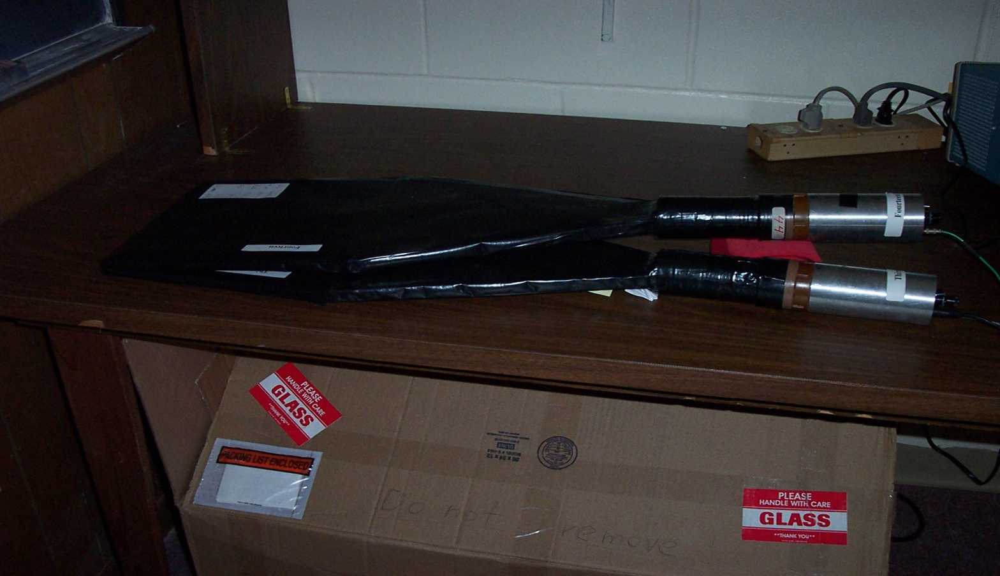 Fourteen
44
Fourteen
PLEASE
HANDLE WITH CARE
GLASS
"THANK YOU"
PACKING LIST ENCLOSED
Do not remove
PLEASE
HANDLE WITH CARE
GLASS
"THANK YOU"